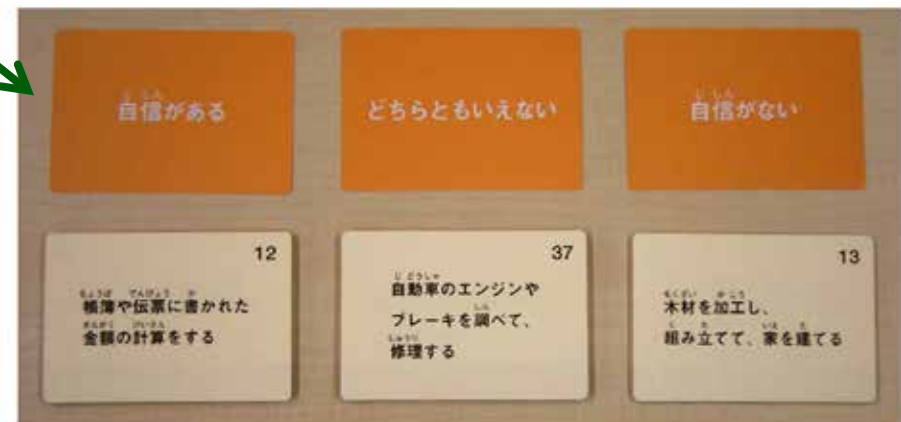 自信がある
どちらともいえない
自信がない
12
帳簿や伝票に書かれた
金額の計算をする
37
自動車のエンジンや
ブレーキを調べて、
修理する
13
木材を加工し、
組み立てて、家を建てる